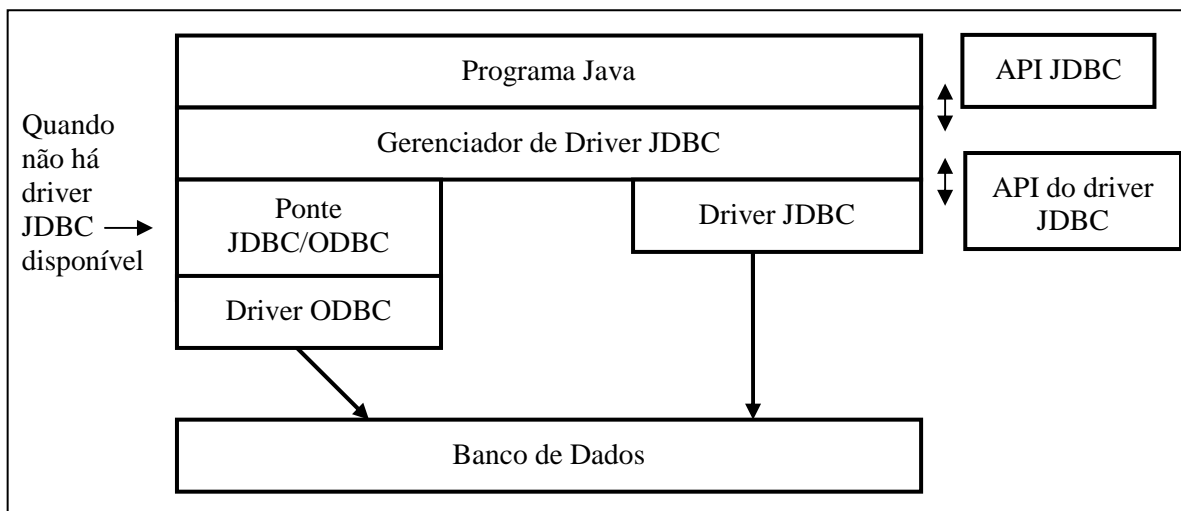 Programa Java
API JDBC
Quando
não há
driver
JDBC
disponível
Gerenciador de Driver JDBC
Ponte
JDBC/ODBC
Driver JDBC
API do driver
JDBC
Driver ODBC
Banco de Dados